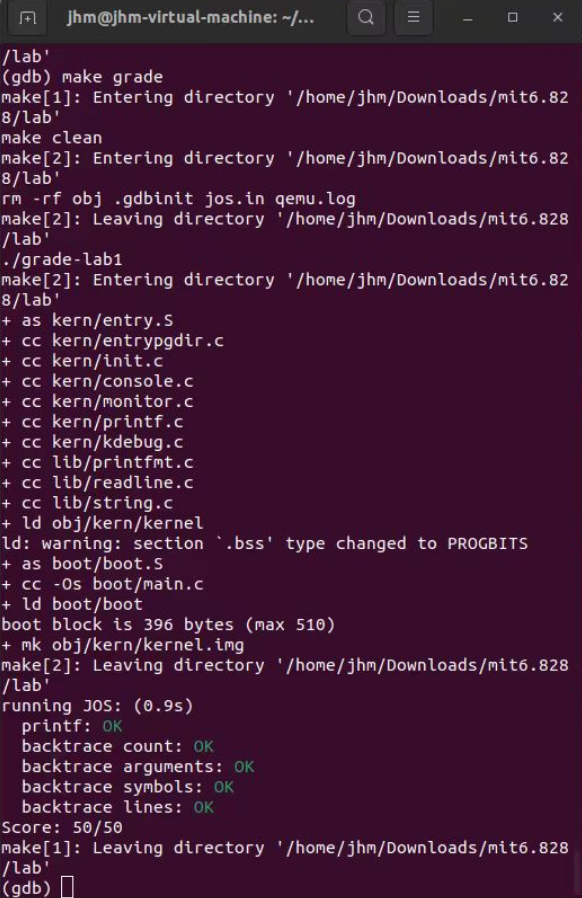 jhm@jhm-virtual-machine: ~/...
/lab'
(gdb) make grade
make[1]: Entering directory '/home/jhm/Downloads/mit6.82
8/lab'
make clean
make[2]: Entering directory '/home/jhm/Downloads/mit6.82
8/lab'
rm -rf obj .gdbinit jos.in qemu.log
make[2]: Leaving directory '/home/jhm/Downloads/mit6.828
/lab'
./grade-lab1
make[2]: Entering directory '/home/jhm/Downloads/mit6.82
8/lab'
+ as kern/entry.S
+ cc kern/entrypgdir.c
+ cc kern/init.c
+ cc kern/console.c
+ cc kern/monitor.c
+ cc kern/printf.c
+ cc kern/kdebug.c
+ cc lib/printfmt.c
+ cc lib/readline.c
+ cc lib/string.c
+ ld obj/kern/kernel
ld: warning: section `.bss' type changed to PROGBITS
+ as boot/boot.S
+ cc -Os boot/main.c
+ ld boot/boot
boot block is 396 bytes (max 510)
+ mk obj/kern/kernel.img
make[2]: Leaving directory '/home/jhm/Downloads/mit6.828
/lab'
running JOS: (0.9s)
  printf: OK
  backtrace count: OK
  backtrace arguments: OK
  backtrace symbols: OK
  backtrace lines: OK
Score: 50/50
make[1]: Leaving directory '/home/jhm/Downloads/mit6.828
/lab'
(gdb)